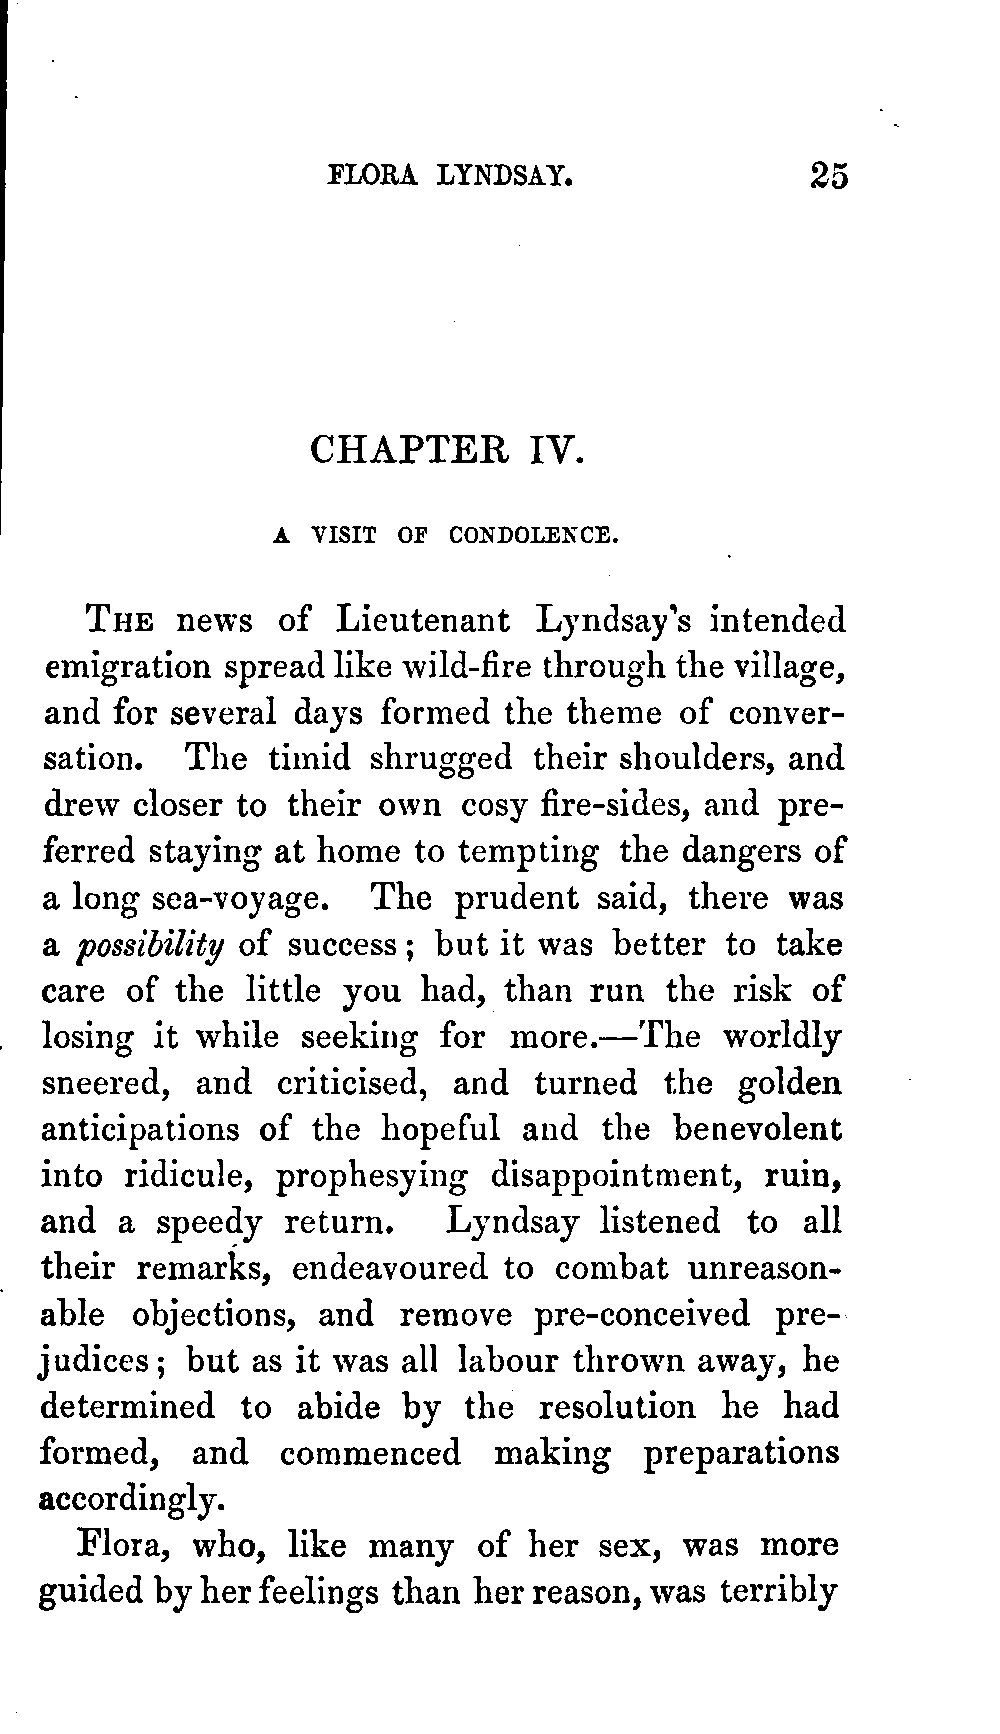 FLORA LYNDSAY. 25
CHAPTER IV.
A VISIT OF CONDOLENCE.
THE news of Lieutenant Lyndsay's intended
emigration spread like wild-fire through the village,
and for several days formed the theme of conver-
sation. The timid shrugged their shoulders, and
drew closer to their own cosy fire-sides, and pre-
ferred staying at home to tempting the dangers of
a long sea-voyage. The prudent said, there was
a possibility of success; but it was better to take
care of the little you had, than run the risk of
losing it while seeking for more.—The worldly
sneered, and criticised, and turned the golden
anticipations of the hopeful and the benevolent
into ridicule, prophesying disappointment, ruin,
and a speedy return. Lyndsay listened to all
their remarks, endeavoured to combat unreason-
able objections, and remove pre-conceived pre-
judices; but as it was all labour thrown away, he
determined to abide by the resolution he had
formed, and commenced making preparations
accordingly.
Flora, who, like many of her sex, was more
guided by her feelings than her reason, was terribly